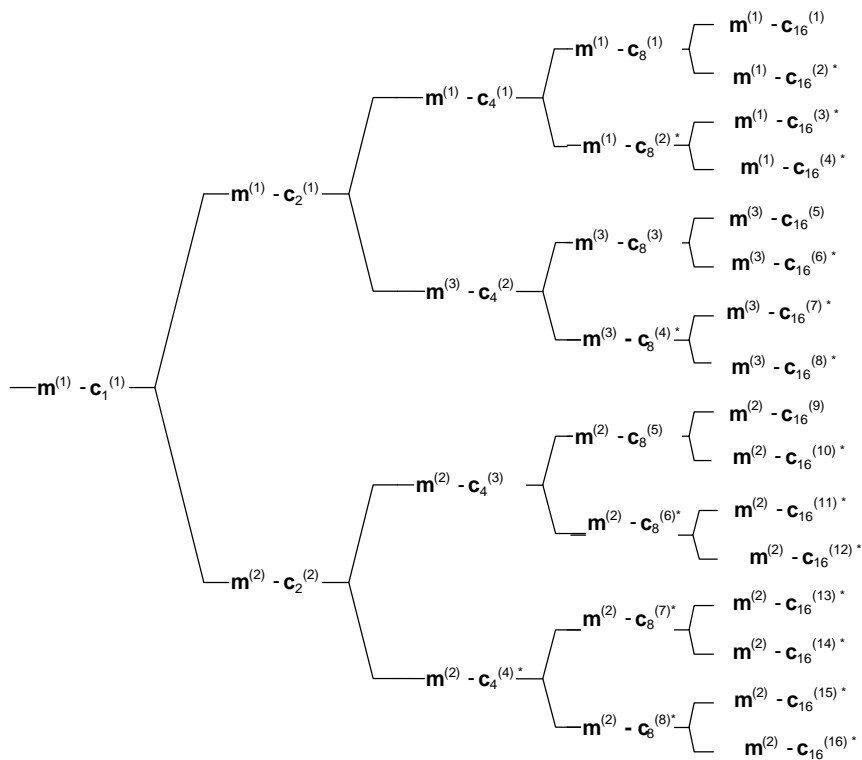 m⁽¹⁾ - c₁₆⁽¹⁾
m⁽¹⁾ - c₈⁽¹⁾
m⁽¹⁾ - c₁₆⁽²⁾ *
m⁽¹⁾ - c₄⁽¹⁾
m⁽¹⁾ - c₁₆⁽³⁾ *
m⁽¹⁾ - c₈⁽²⁾ *
m⁽¹⁾ - c₁₆⁽⁴⁾ *
m⁽¹⁾ - c₂⁽¹⁾
m⁽³⁾ - c₁₆⁽⁵⁾
m⁽³⁾ - c₈⁽³⁾
m⁽³⁾ - c₁₆⁽⁶⁾ *
m⁽³⁾ - c₄⁽²⁾
m⁽³⁾ - c₁₆⁽⁷⁾ *
m⁽³⁾ - c₈⁽⁴⁾ *
m⁽³⁾ - c₁₆⁽⁸⁾ *
m⁽¹⁾ - c₁⁽¹⁾
m⁽²⁾ - c₁₆⁽⁹⁾
m⁽²⁾ - c₈⁽⁵⁾
m⁽²⁾ - c₁₆⁽¹⁰⁾ *
m⁽²⁾ - c₄⁽³⁾
m⁽²⁾ - c₁₆⁽¹¹⁾ *
m⁽²⁾ - c₈⁽⁶⁾*
m⁽²⁾ - c₁₆⁽¹²⁾ *
m⁽²⁾ - c₂⁽²⁾
m⁽²⁾ - c₁₆⁽¹³⁾ *
m⁽²⁾ - c₈⁽⁷⁾*
m⁽²⁾ - c₁₆⁽¹⁴⁾ *
m⁽²⁾ - c₄⁽⁴⁾ *
m⁽²⁾ - c₁₆⁽¹⁵⁾ *
m⁽²⁾ - c₈⁽⁸⁾*
m⁽²⁾ - c₁₆⁽¹⁶⁾ *